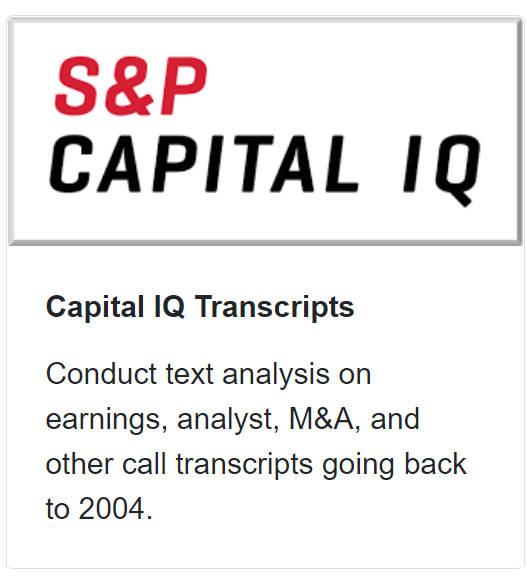 S&P
CAPITAL IQ
Capital IQ Transcripts
Conduct text analysis on
earnings, analyst, M&A, and
other call transcripts going back
to 2004.